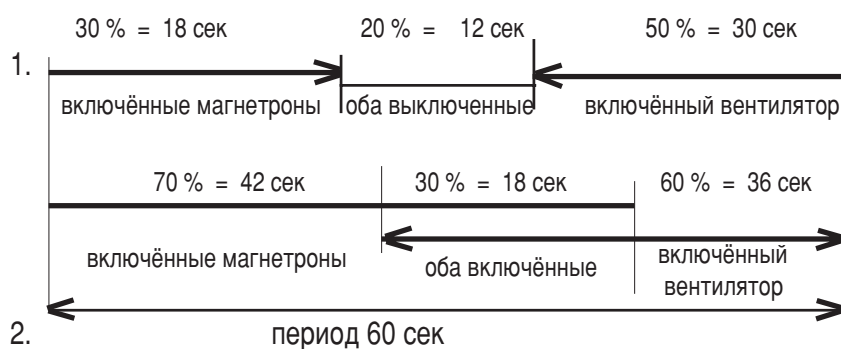 30 % = 18 сек 20 % = 12 сек 50 % = 30 сек
1.
включённые магнетроны оба выключенные включённый вентилятор
70 % = 42 сек 30 % = 18 сек 60 % = 36 сек
включённые магнетроны оба включённые включённый
вентилятор
2. период 60 сек